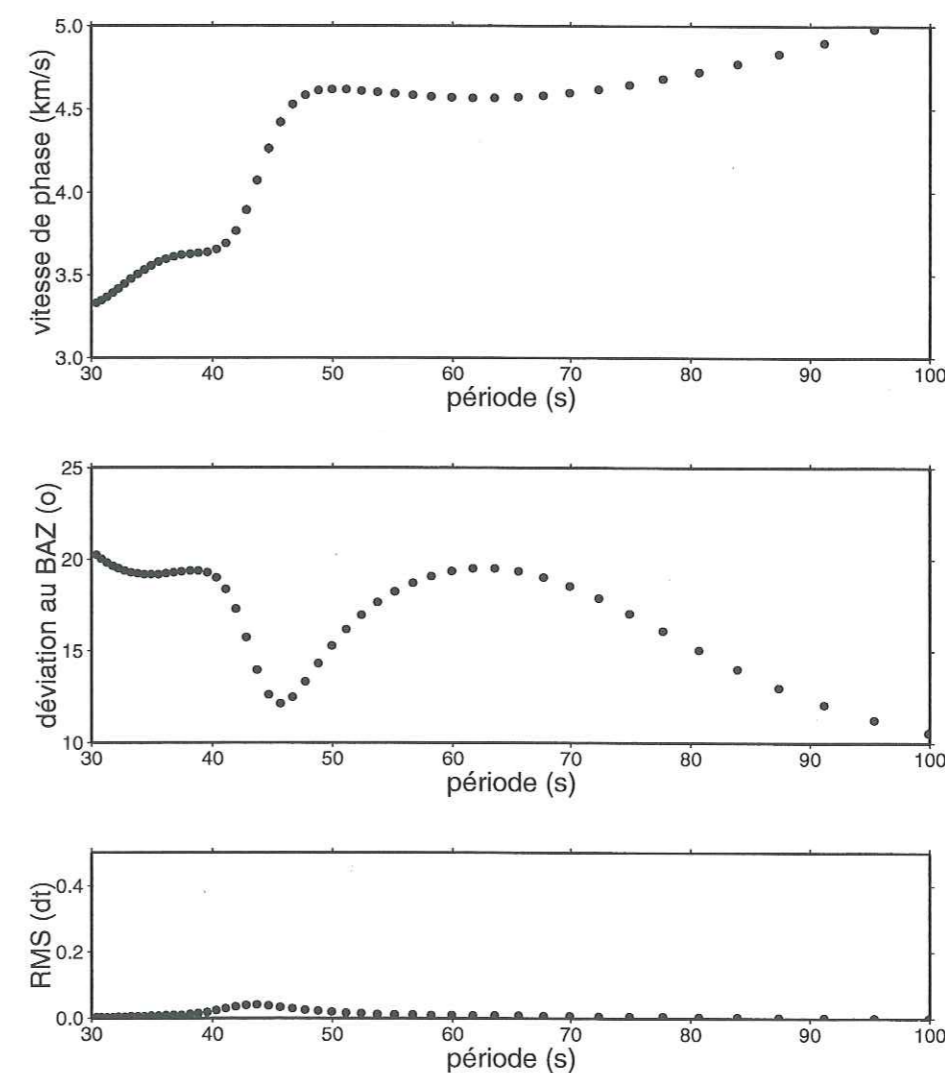 5.0
4.5
4.0
3.5
3.0
vitesse de phase (km/s)
30 40 50 60 70 80 90 100
période (s)
25
20
15
10
déviation au BAZ (o)
30 40 50 60 70 80 90 100
période (s)
0.4
0.2
0.0
RMS (dt)
30 40 50 60 70 80 90 100
période (s)